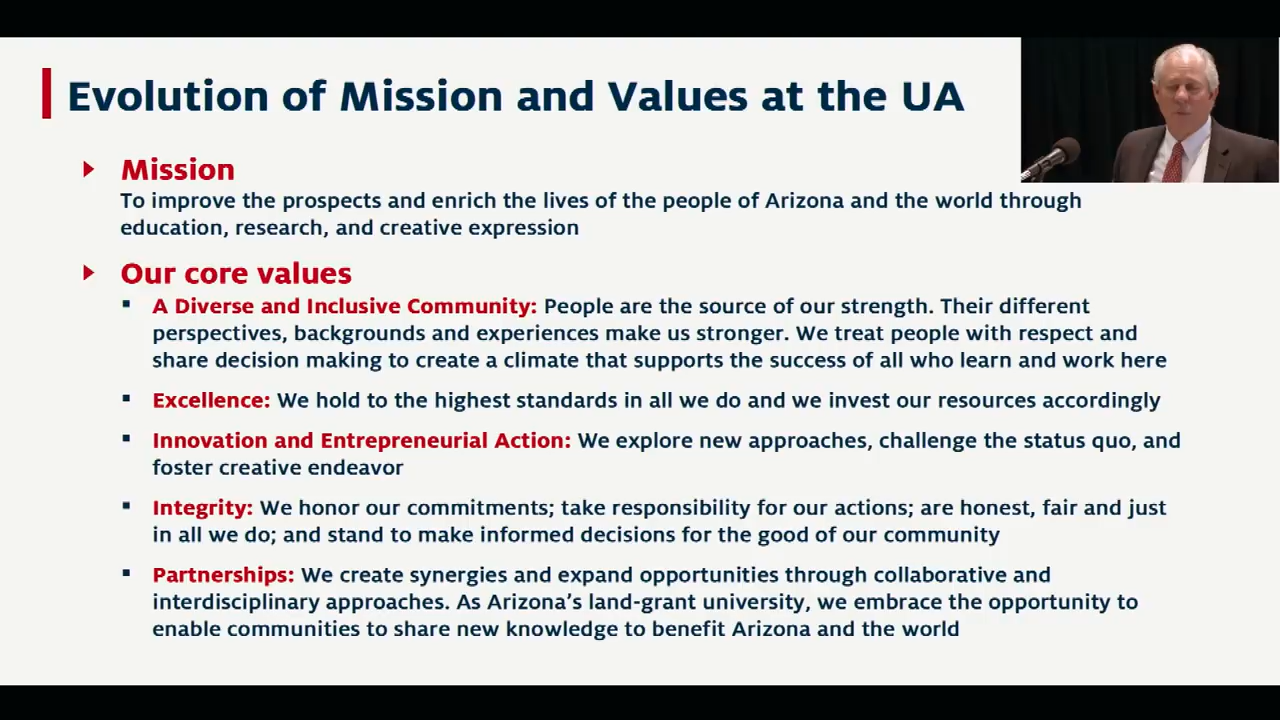 Evolution of Mission and Values at the UA
Mission
To improve the prospects and enrich the lives of the people of Arizona and the world through
education, research, and creative expression
Our core values
A Diverse and Inclusive Community: People are the source of our strength. Their different
perspectives, backgrounds and experiences make us stronger. We treat people with respect and
share decision making to create a climate that supports the success of all who learn and work here
Excellence: We hold to the highest standards in all we do and we invest our resources accordingly
Innovation and Entrepreneurial Action: We explore new approaches, challenge the status quo, and
foster creative endeavor
Integrity: We honor our commitments; take responsibility for our actions; are honest, fair and just
in all we do; and stand to make informed decisions for the good of our community
Partnerships: We create synergies and expand opportunities through collaborative and
interdisciplinary approaches. As Arizona’s land-grant university, we embrace the opportunity to
enable communities to share new knowledge to benefit Arizona and the world